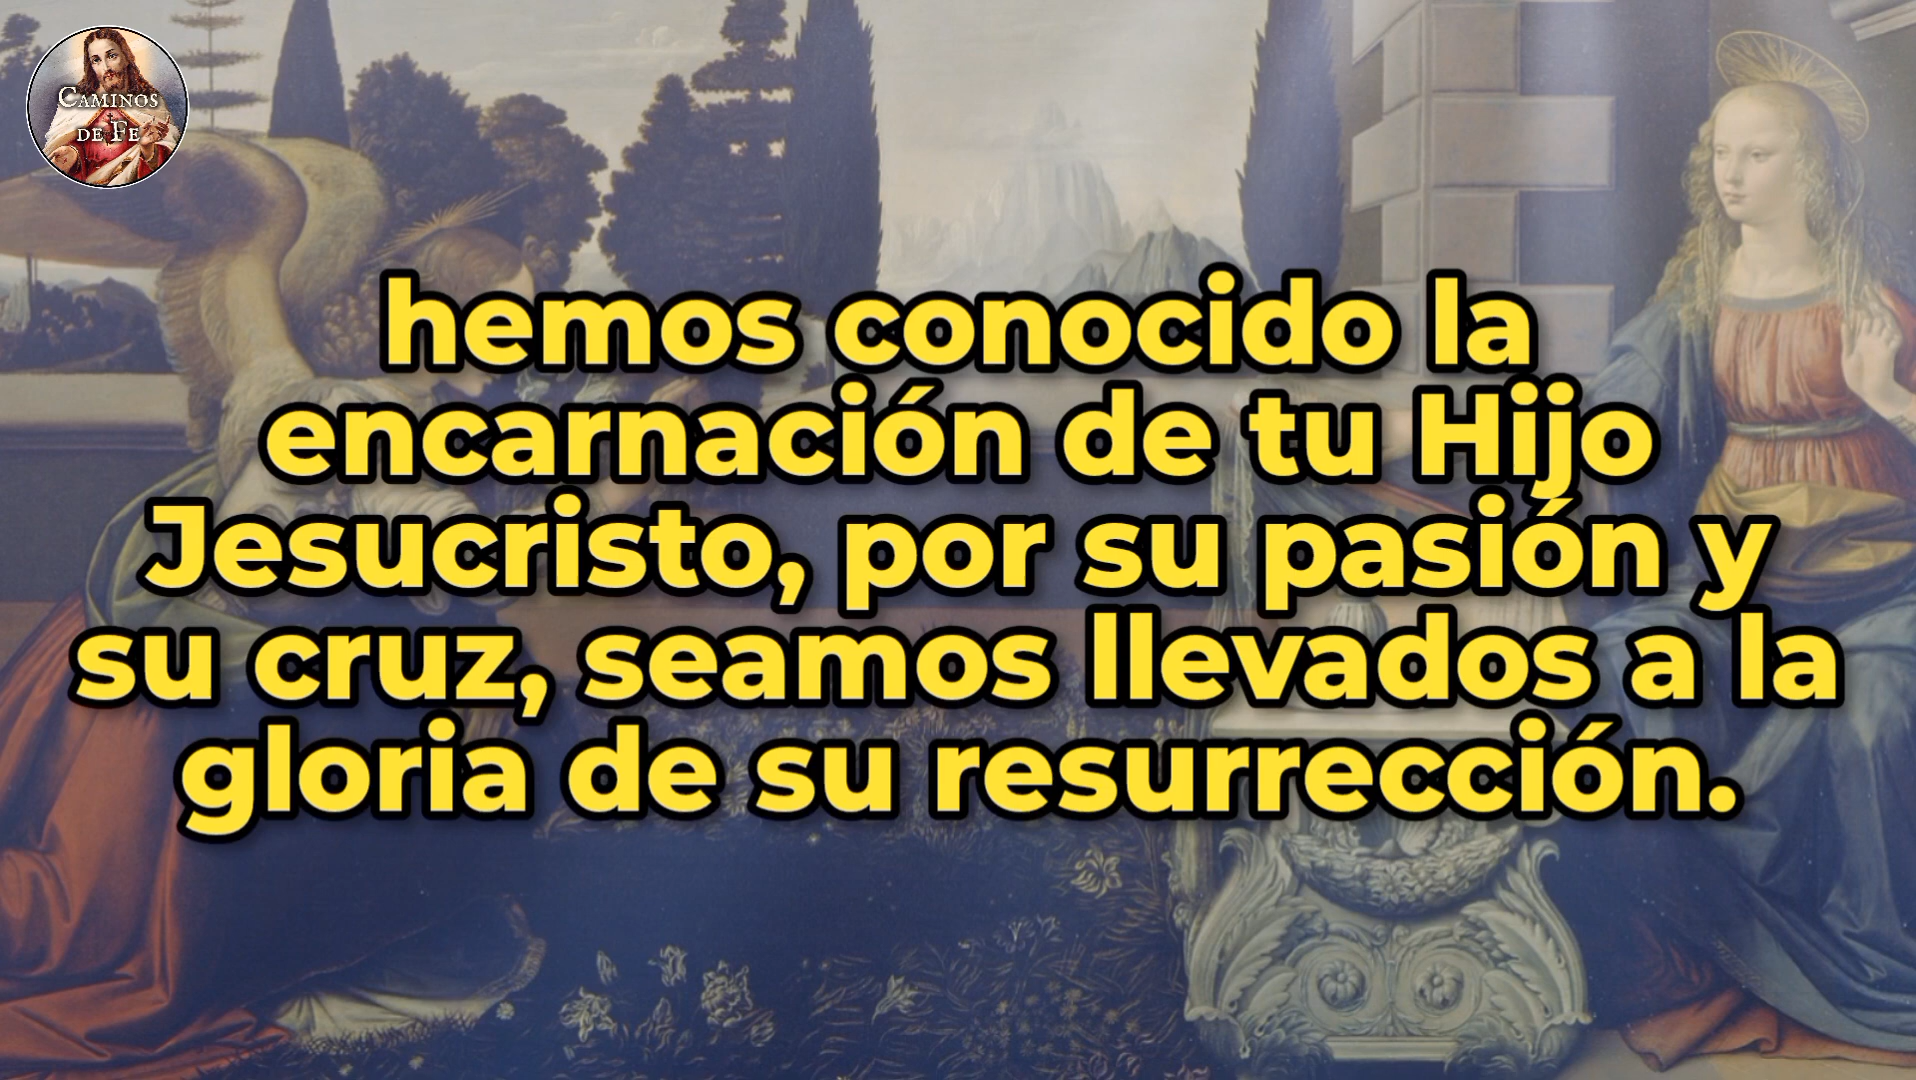 CAMINOS
DE FE
hemos conocido la
encarnación de tu Hijo
Jesucristo, por su pasión y
su cruz, seamos llevados a la
gloria de su resurrección.